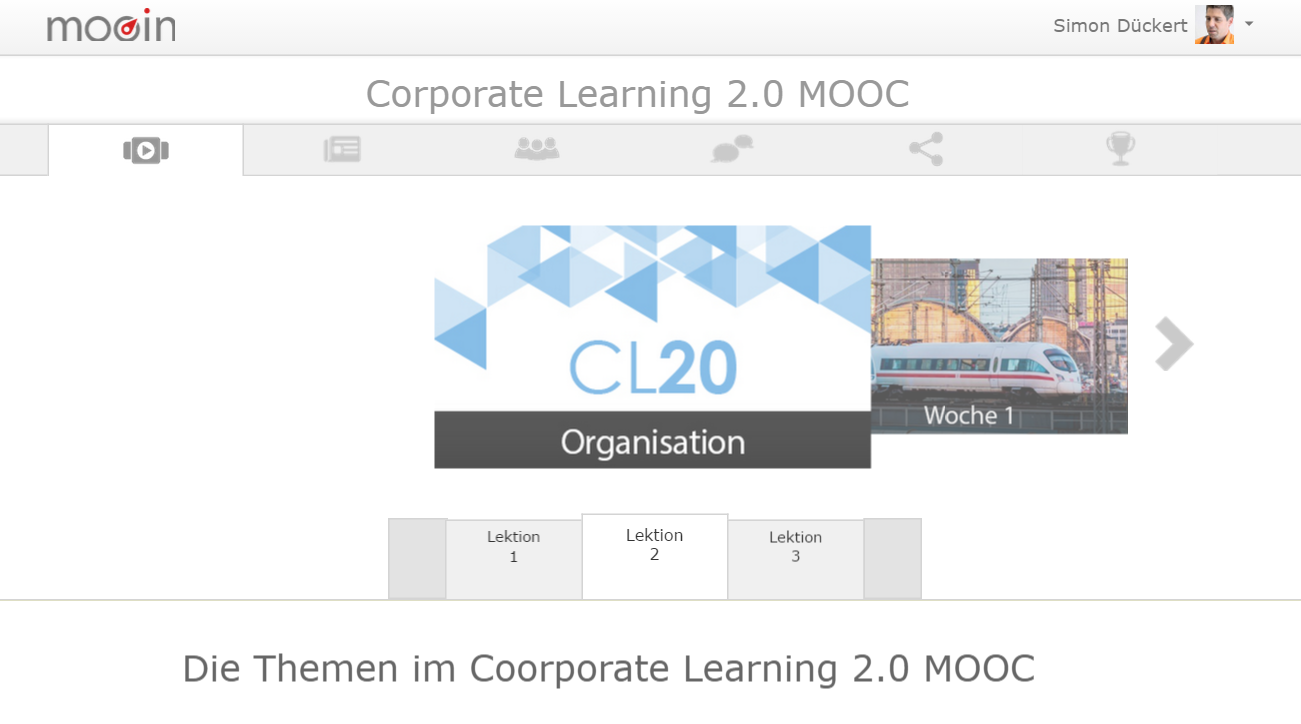 mooin
Simon Dückert
Corporate Learning 2.0 MOOC
CL20
Organisation
Woche 1
Lektion
1
Lektion
2
Lektion
3
Die Themen im Coorporate Learning 2.0 MOOC